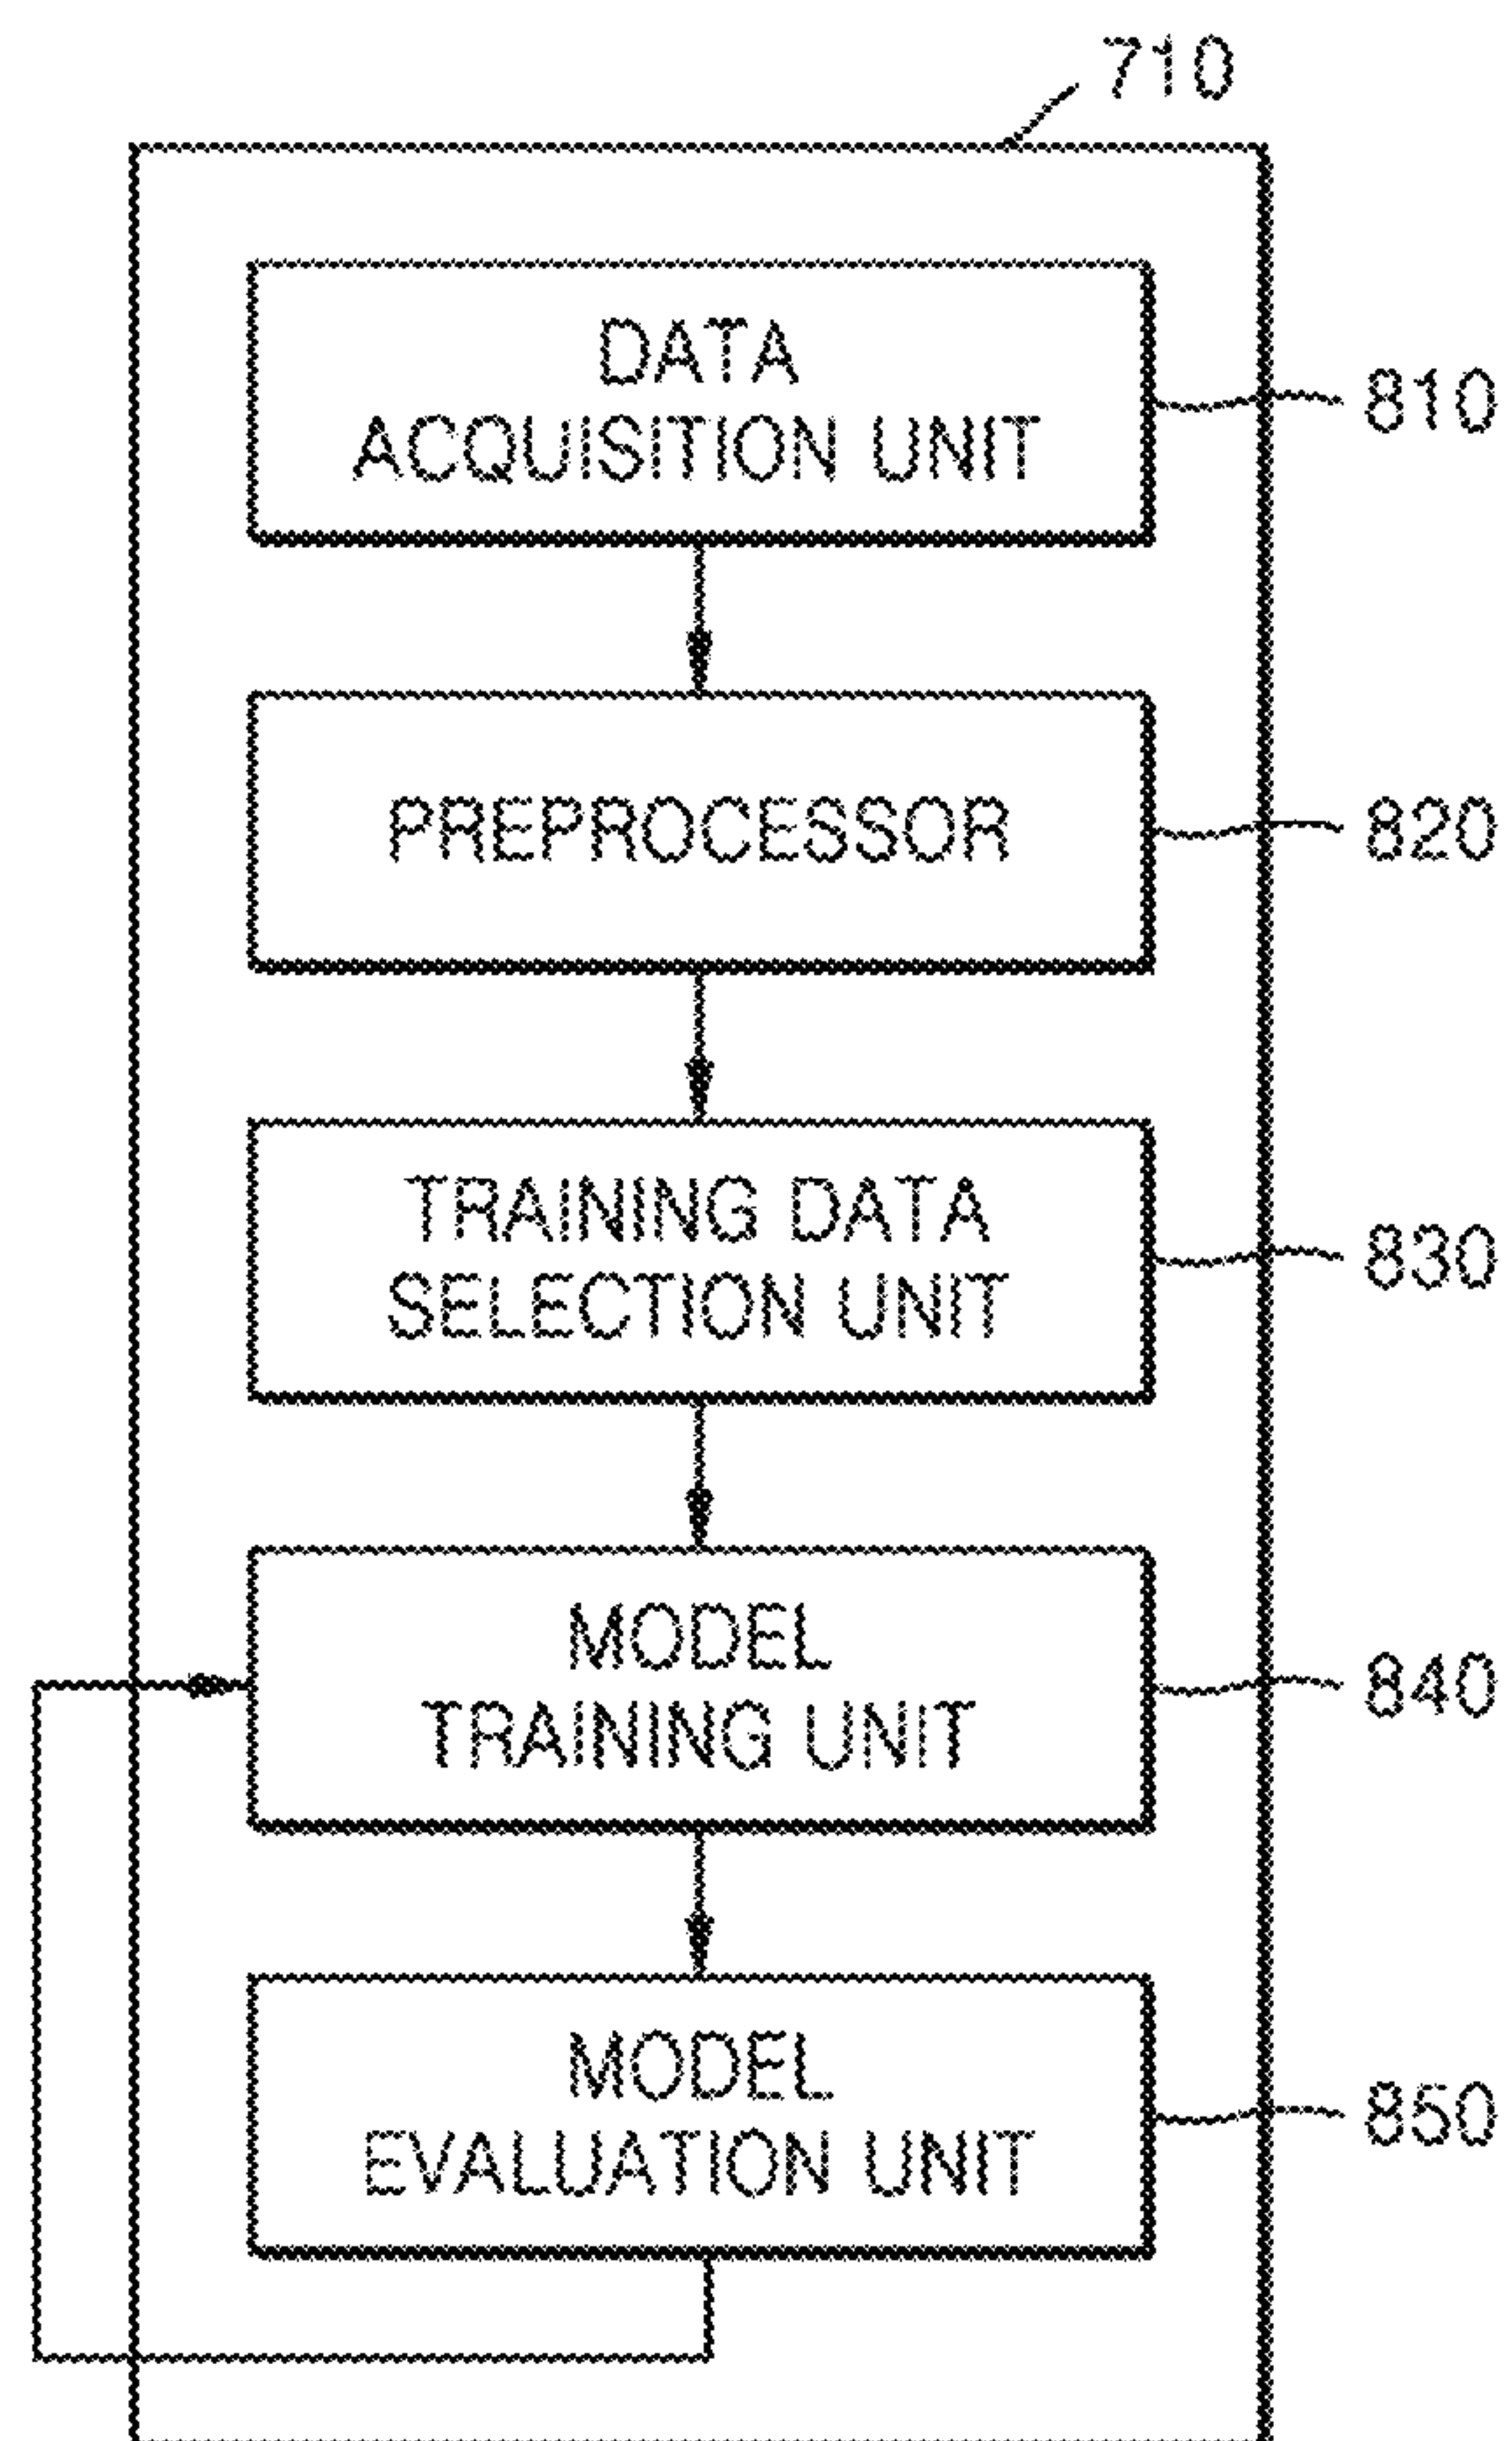 710
DATA
ACQUISITION UNIT
810
PREPROCESSOR
820
TRAINING DATA
SELECTION UNIT
830
MODEL
TRAINING UNIT
840
MODEL
EVALUATION UNIT
850